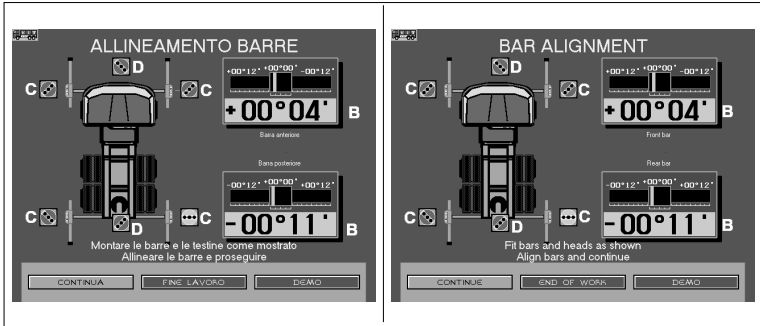 ALLINEAMENTO BARRE
D
C
C
+00°12' +00°00' -00°12'
+00°04'
B
Barra anteriore
Barra posteriore
-00°12' +00°00' +00°12'
-00°11'
B
C
C
D
Montare le barre e le testine come mostrato
Allineare le barre e proseguire
CONTINUA
FINE LAVORO
DEMO
BAR ALIGNMENT
D
C
C
+00°12' +00°00' -00°12'
+00°04'
B
Front bar
Rear bar
-00°12' +00°00' +00°12'
-00°11'
B
C
C
D
Fit bars and heads as shown
Align bars and continue
CONTINUE
END OF WORK
DEMO